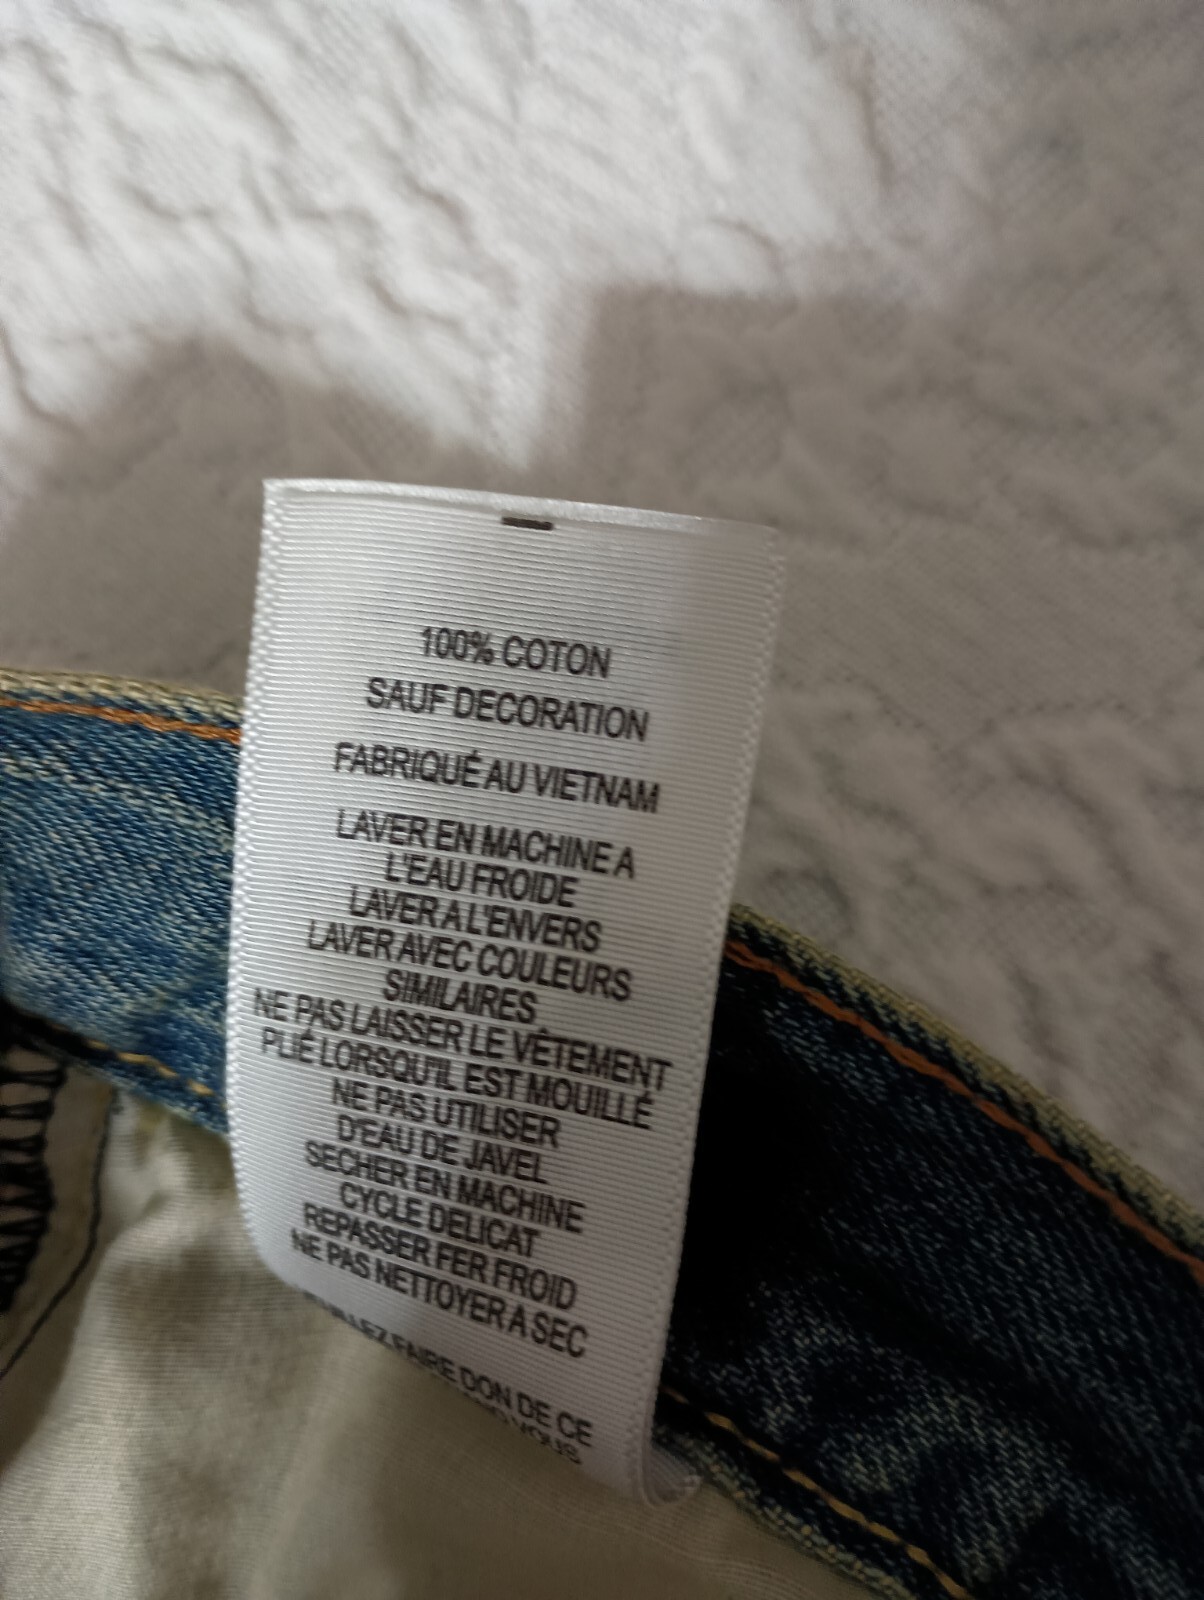 100% COTON
SAUF DECORATION
FABRIQUÉ AU VIETNAM
LAVER EN MACHINE A
L'EAU FROIDE
LAVER A L'ENVERS
LAVER AVEC COULEURS
SIMILAIRES
NE PAS LAISSER LE VÊTEMENT
PLIÉ LORSQU'IL EST MOUILLÉ
NE PAS UTILISER
D'EAU DE JAVEL
SECHER EN MACHINE
CYCLE DELICAT
REPASSER FER FROID
NE PAS NETTOYER A SEC
FAIRE DON DE CE
VOUS